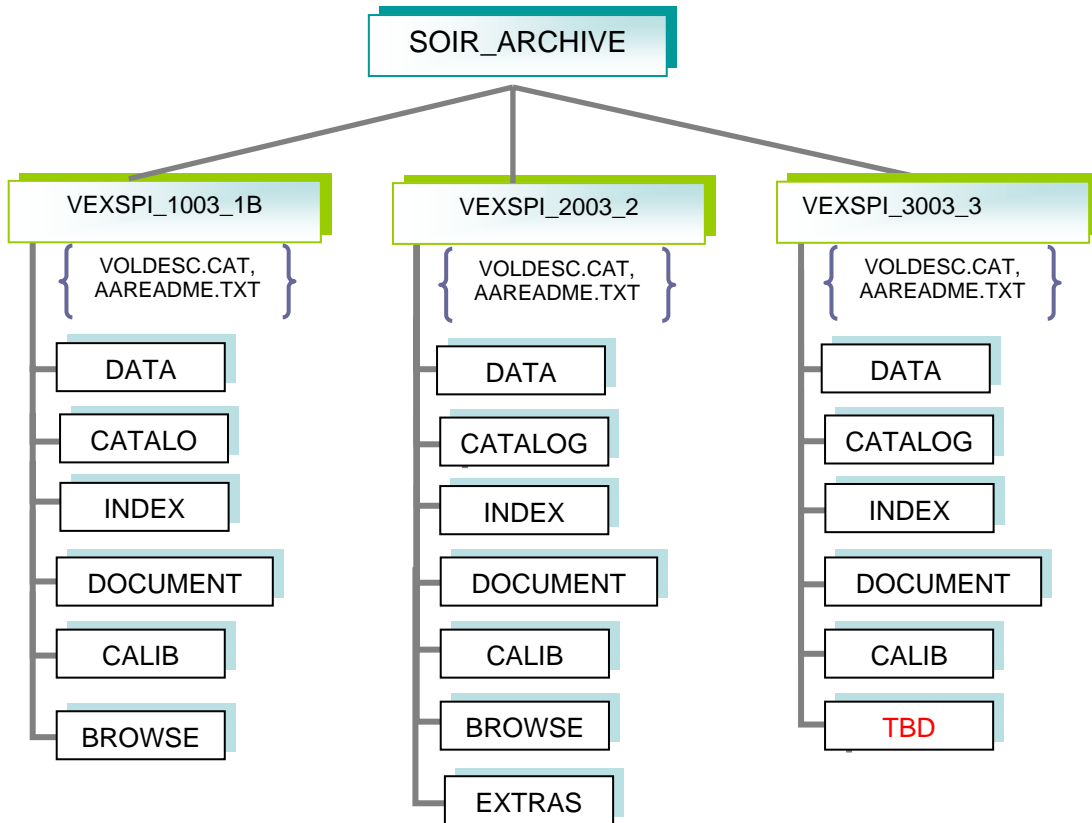 SOIR_ARCHIVE
VEXSPI_1003_1B
VOLDESC.CAT,
AAREADME.TXT
DATA
CATALO
INDEX
DOCUMENT
CALIB
BROWSE
VEXSPI_2003_2
VOLDESC.CAT,
AAREADME.TXT
DATA
CATALOG
INDEX
DOCUMENT
CALIB
BROWSE
EXTRAS
VEXSPI_3003_3
VOLDESC.CAT,
AAREADME.TXT
DATA
CATALOG
INDEX
DOCUMENT
CALIB
TBD